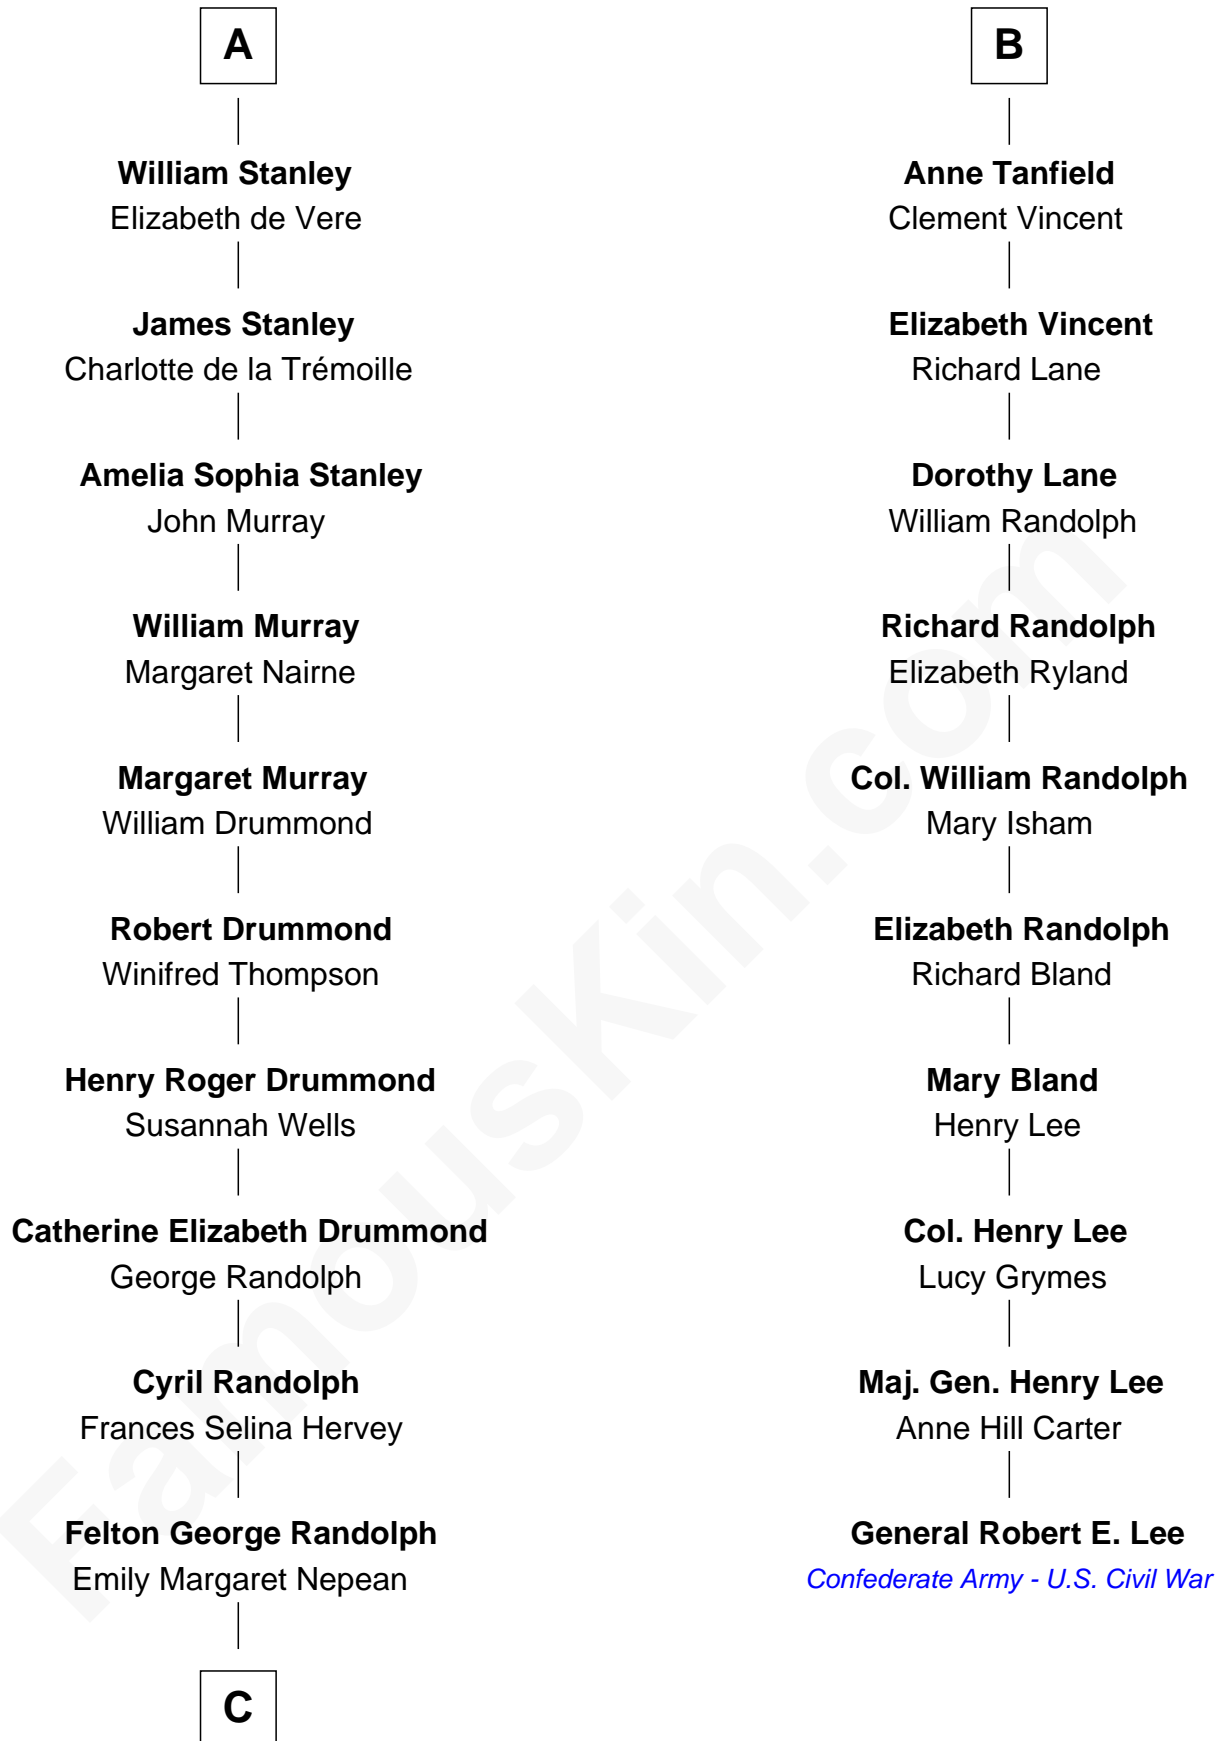 A
William Stanley
Elizabeth de Vere
James Stanley
Charlotte de la Trémoille
Amelia Sophia Stanley
John Murray
William Murray
Margaret Nairne
Margaret Murray
William Drummond
Robert Drummond
Winifred Thompson
Henry Roger Drummond
Susannah Wells
Catherine Elizabeth Drummond
George Randolph
Cyril Randolph
Frances Selina Hervey
Felton George Randolph
Emily Margaret Nepean
C
B
Anne Tanfield
Clement Vincent
Elizabeth Vincent
Richard Lane
Dorothy Lane
William Randolph
Richard Randolph
Elizabeth Ryland
Col. William Randolph
Mary Isham
Elizabeth Randolph
Richard Bland
Mary Bland
Henry Lee
Col. Henry Lee
Lucy Grymes
Maj. Gen. Henry Lee
Anne Hill Carter
General Robert E. Lee
Confederate Army - U.S. Civil War
FamousKin.com